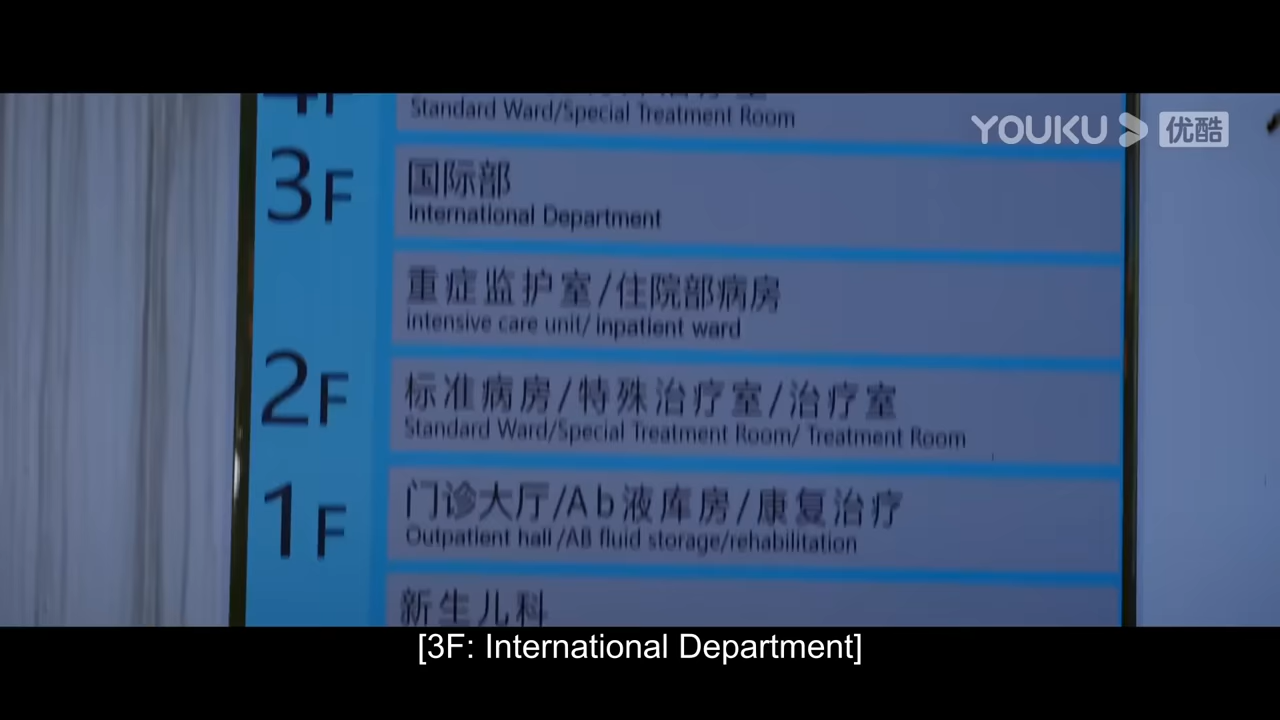 4F
Standard Ward/Special Treatment Room
YOUKU 优酷
3F
国际部
International Department
重症监护室/住院部病房
intensive care unit/ inpatient ward
2F
标准病房/特殊治疗室/治疗室
Standard Ward/Special Treatment Room/ Treatment Room
1F
门诊大厅/Ab液库房/康复治疗
Outpatient hall/AB fluid storage/rehabilitation
新生儿科
[3F: International Department]